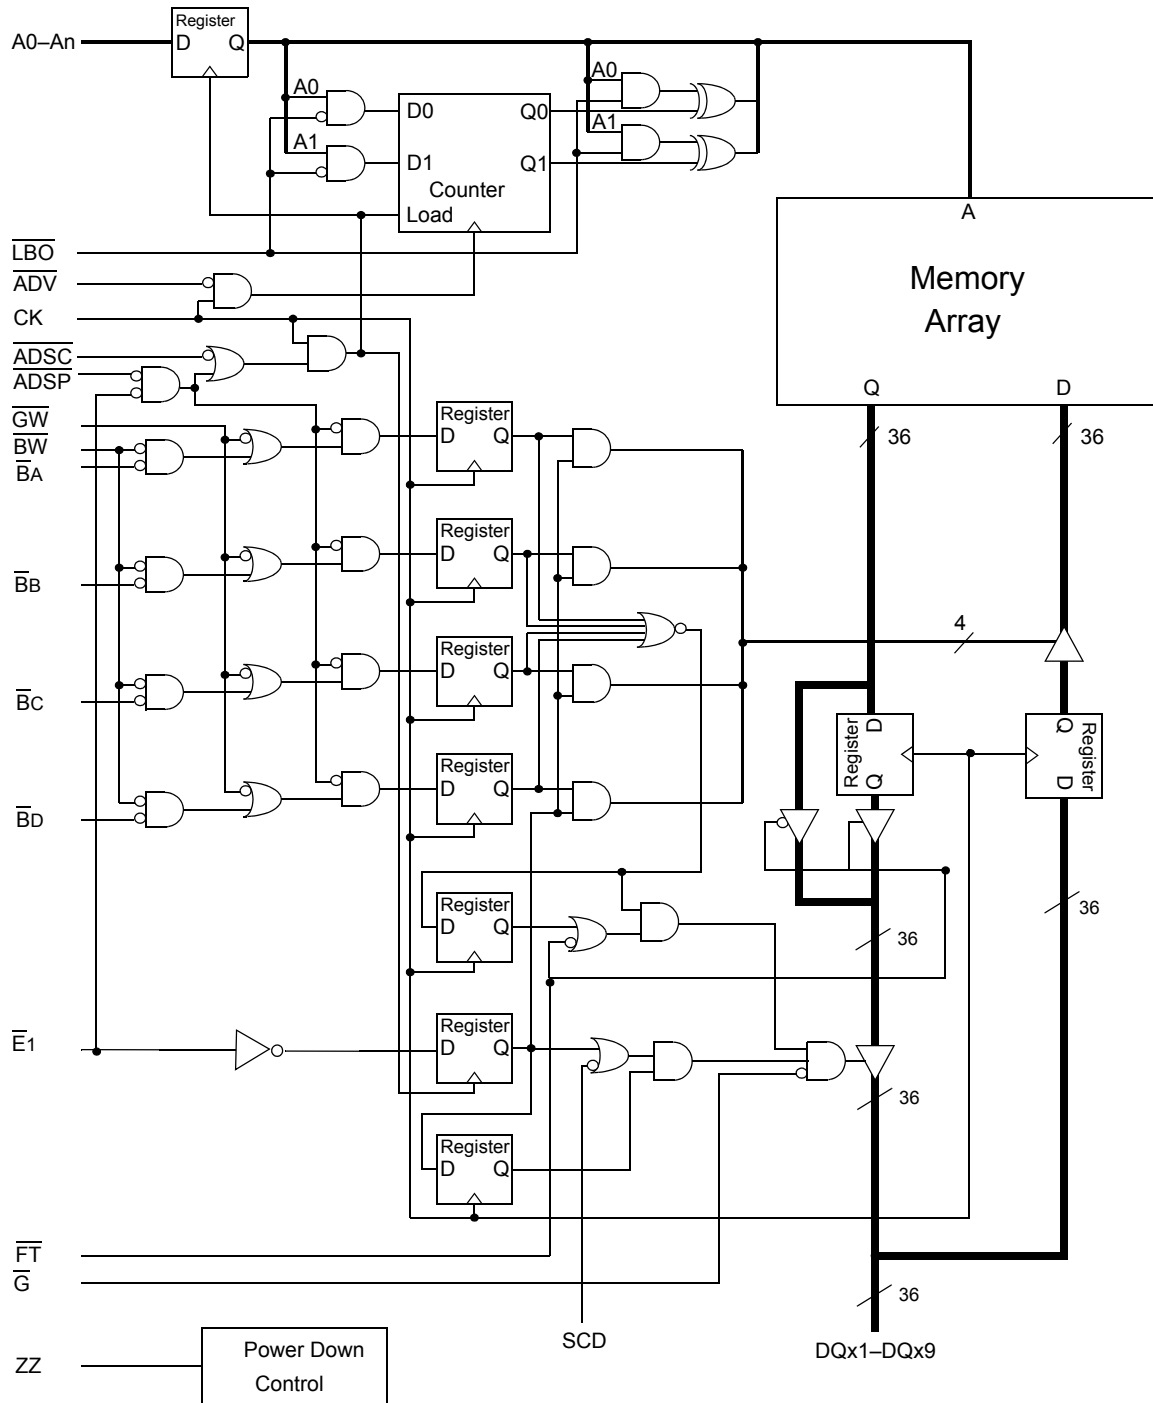 Register
A0–An
D Q
A0
A0
D0
Q0
A1
A1
D1
Q1
Counter
Load
A
LBO
ADV
Memory
CK
Array
ADSC
ADSP
Q
D
GW
Register
BW
D Q
36
36
BA
Register
D Q
BB
4
Register
D Q
BC
Register
D
Q
Register
Q
D
Register
D Q
BD
Register
D Q
36
36
Register
D Q
E1
36
Register
D Q
FT
G
36
SCD
DQx1–DQx9
ZZ
Power Down
Control